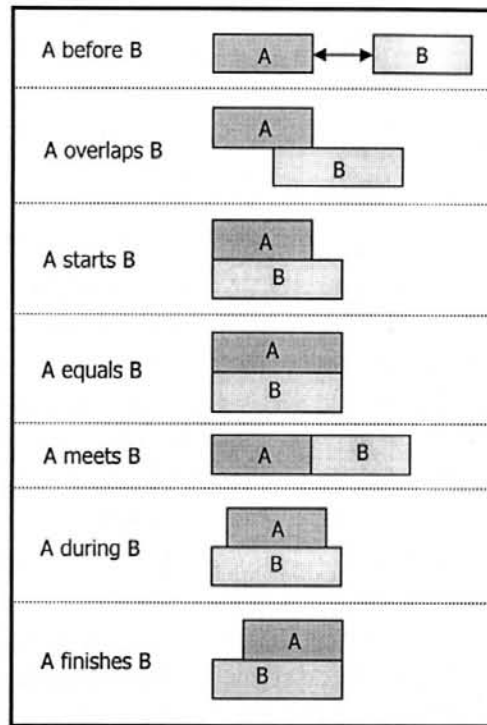 A before B A B
A overlaps B A
B
A starts B A
B
A equals B A
B
A meets B A B
A during B A
B
A finishes B A
B